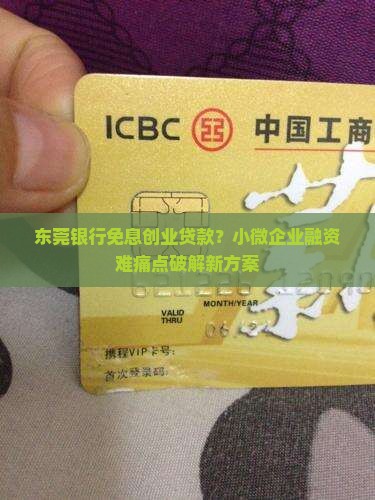 ICBC 中国工商
东莞银行免息创业贷款？小微企业融资
难痛点破解新方案
MONTH/YEAR
VALID
THRU
06/2
携程VIP卡号：
首次登录码：